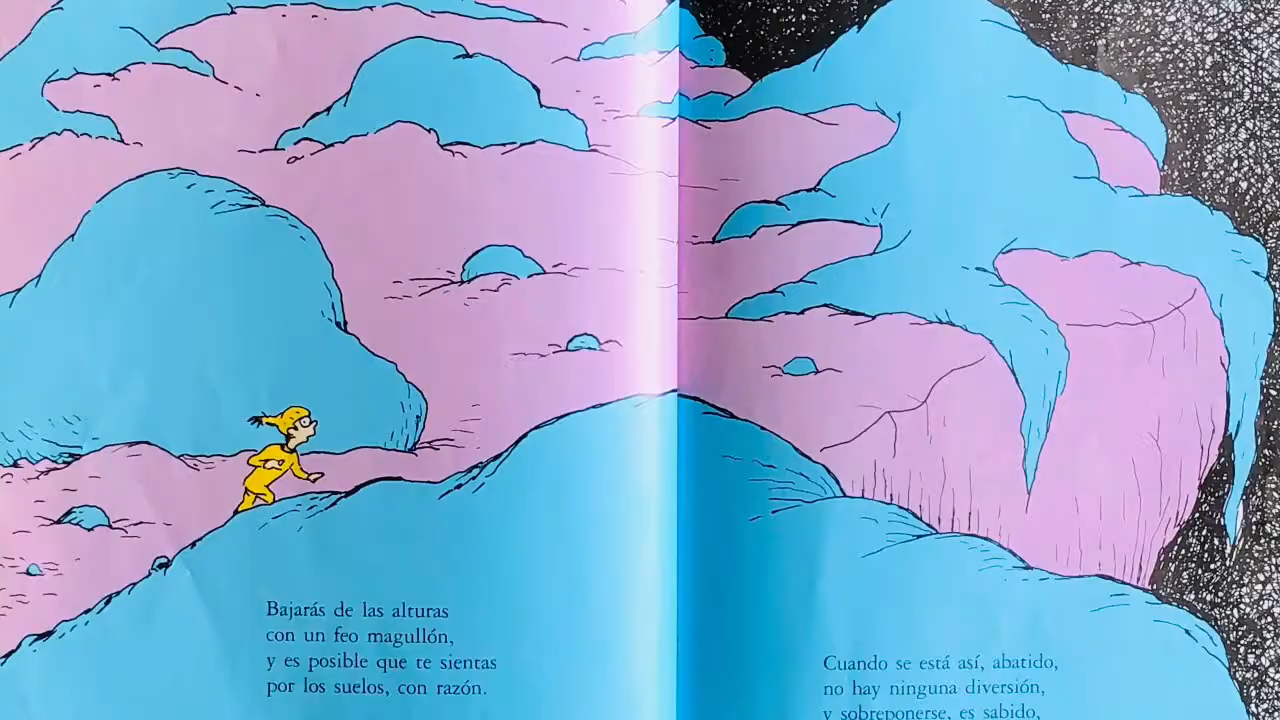 Bajarás de las alturas
con un feo magullón,
y es posible que te sientas
por los suelos, con razón.
Cuando se está así, abatido,
no hay ninguna diversión,
y sobreponerse, es sabido,